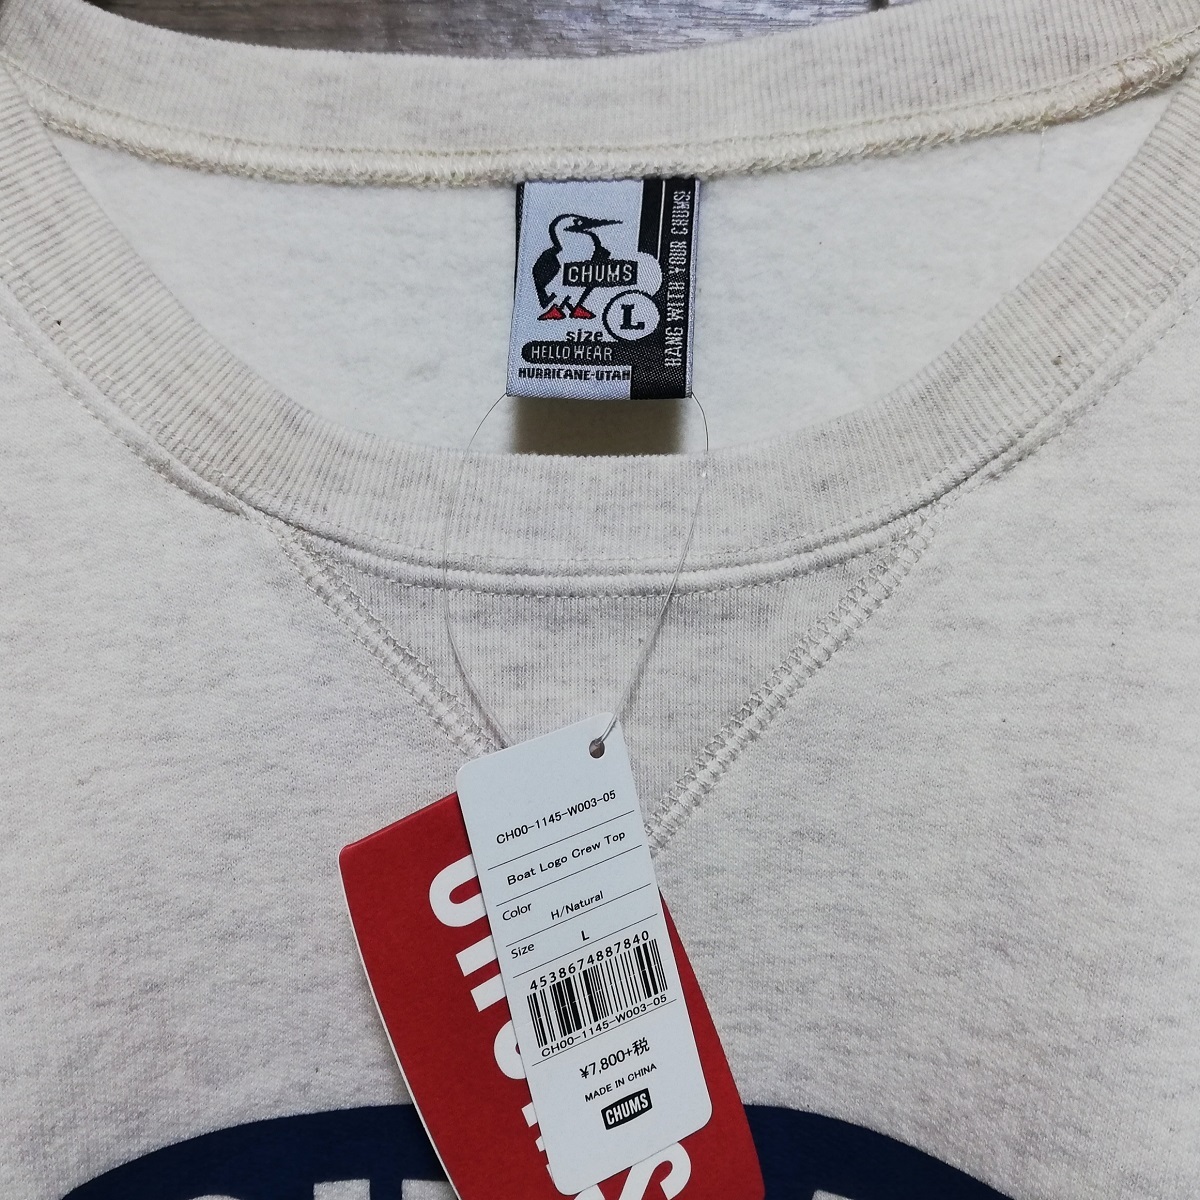 CHUMS
L
size
HELLO WEAR
HURRICANE-UTAH
HANG WITH YOUR CHUMS!
CH00-1145-W003-05
Boat Logo Crew Top
Color H/Natural
Size L
4538674887840
CH00-1145-W003-05
¥7,800+税
MADE IN CHINA
CHUMS